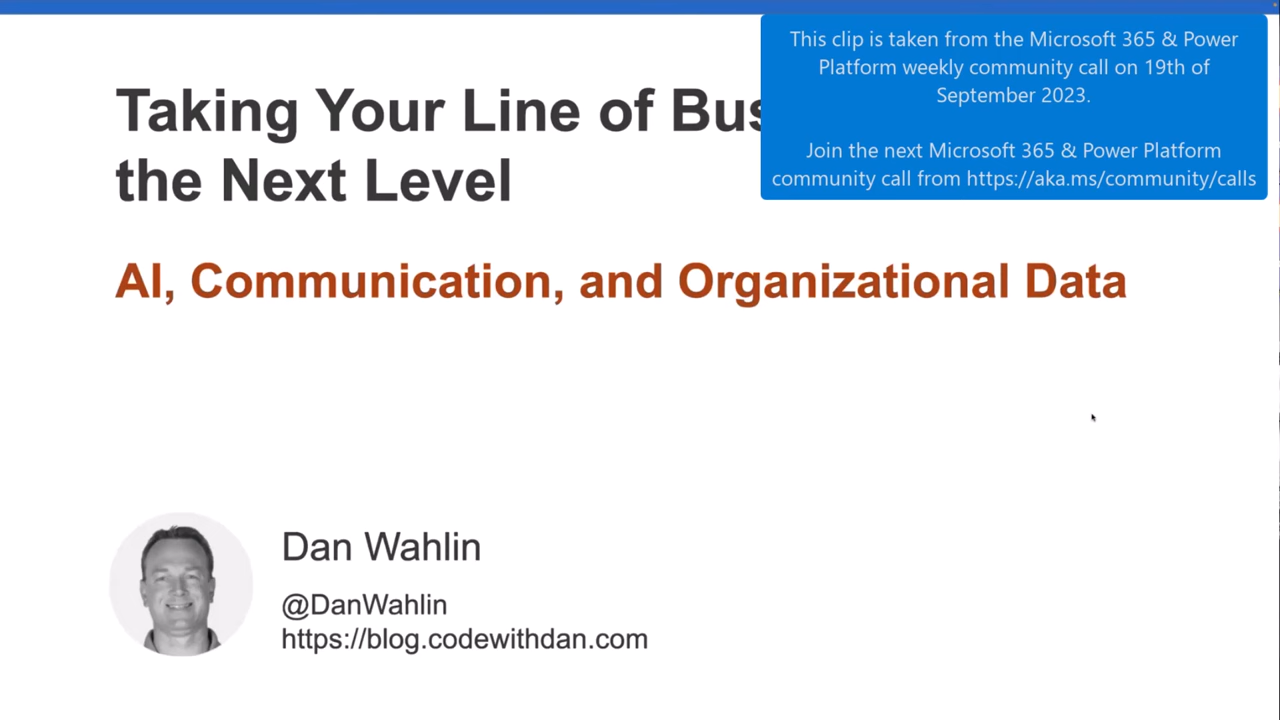 This clip is taken from the Microsoft 365 & Power
Platform weekly community call on 19th of
September 2023.
Join the next Microsoft 365 & Power Platform
community call from https://aka.ms/community/calls
Taking Your Line of
the Next Level
AI, Communication, and Organizational Data
Dan Wahlin
@DanWahlin
https://blog.codewithdan.com